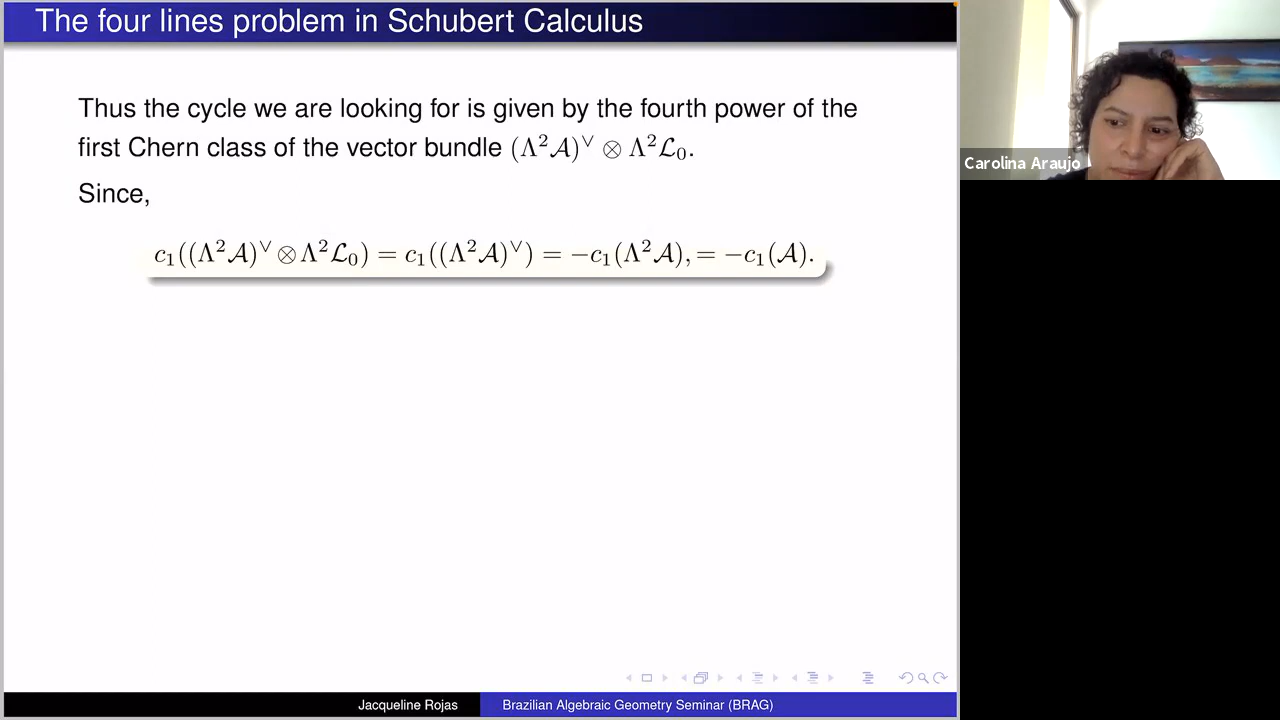 The four lines problem in Schubert Calculus
Thus the cycle we are looking for is given by the fourth power of the
first Chern class of the vector bundle (Λ²𝒜)^∨ ⊗ Λ²ℒ₀.
Since,
c₁((Λ²𝒜)^∨ ⊗ Λ²ℒ₀) = c₁((Λ²𝒜)^∨) = −c₁(Λ²𝒜), = −c₁(𝒜).
Carolina Araujo
Jacqueline Rojas
Brazilian Algebraic Geometry Seminar (BRAG)